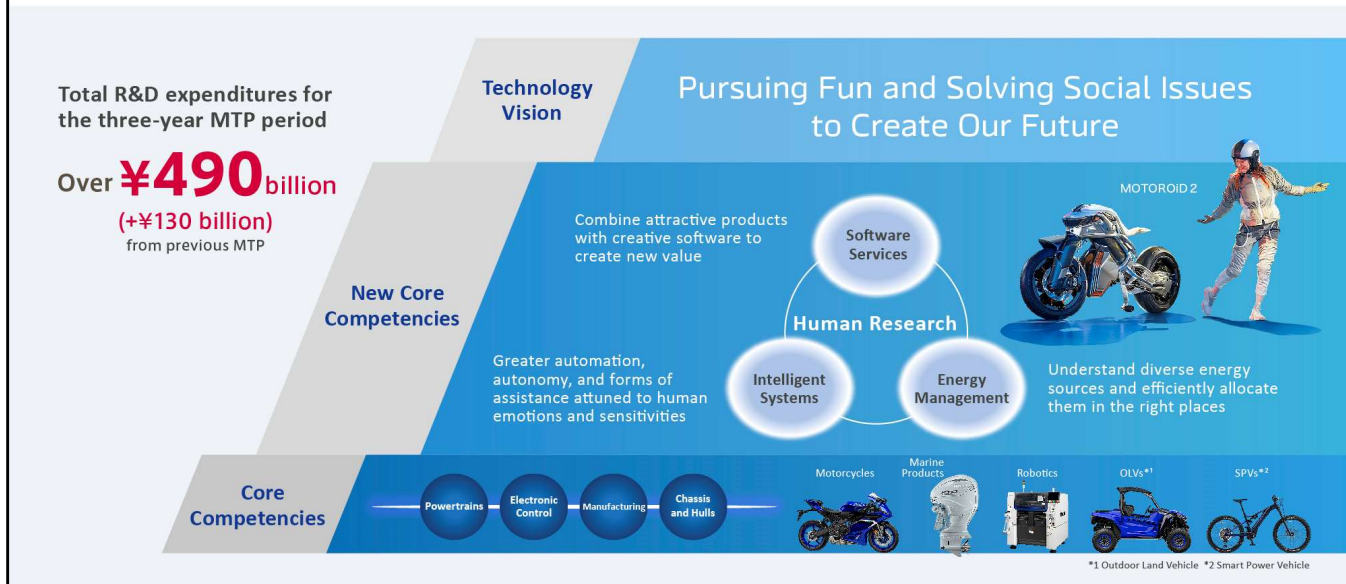 Total R&D expenditures for
the three-year MTP period
Over ¥490 billion
(+¥130 billion)
from previous MTP
Technology
Vision
Pursuing Fun and Solving Social Issues
to Create Our Future
New Core
Competencies
Combine attractive products
with creative software to
create new value
Software
Services
MOTOROiD 2
Human Research
Greater automation,
autonomy, and forms of
assistance attuned to human
emotions and sensitivities
Intelligent
Systems
Energy
Management
Understand diverse energy
sources and efficiently allocate
them in the right places
Core
Competencies
Powertrains
Electronic
Control
Manufacturing
Chassis
and Hulls
Motorcycles
Marine
Products
Robotics
OLVs*1
SPVs*2
*1 Outdoor Land Vehicle *2 Smart Power Vehicle